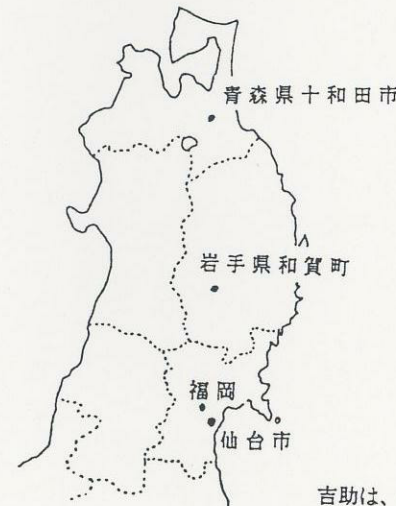 青森県十和田市
岩手県和賀町
福岡
仙台市
吉助は、